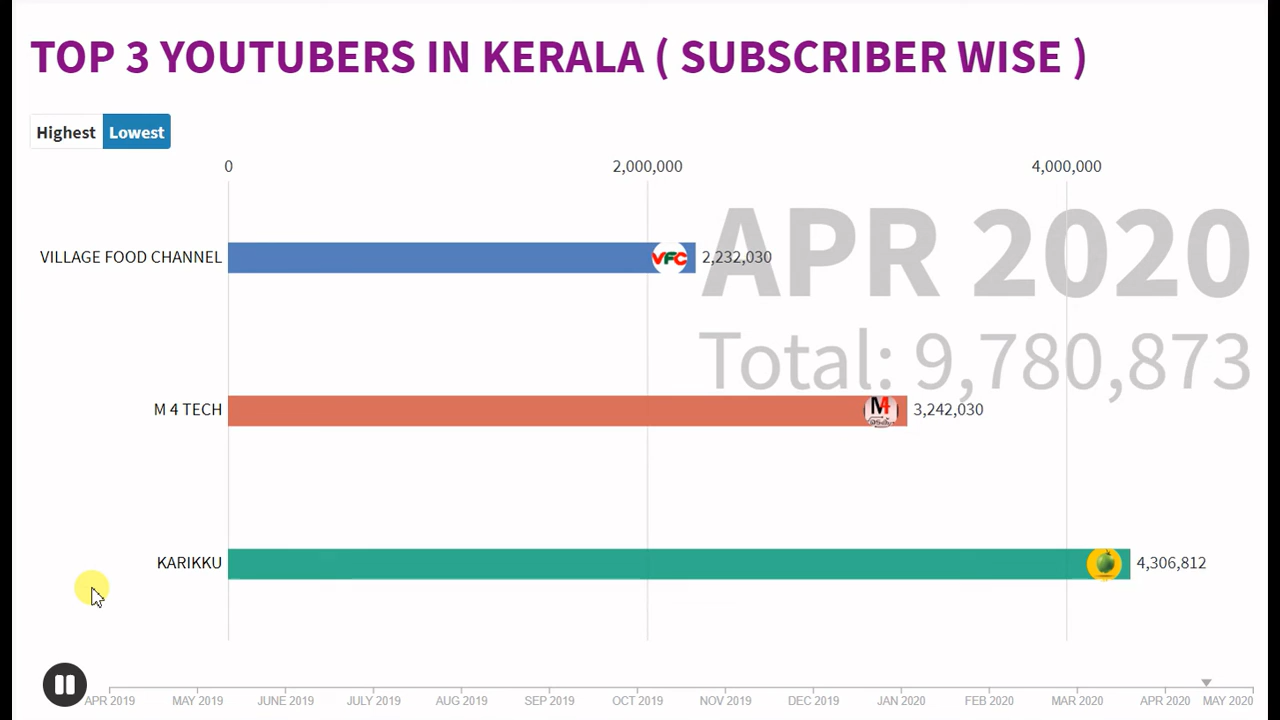 TOP 3 YOUTUBERS IN KERALA ( SUBSCRIBER WISE )
Highest Lowest
0 2,000,000 4,000,000
APR 2020
VILLAGE FOOD CHANNEL VFC 2,232,030
Total: 9,780,873
M 4 TECH M4 3,242,030
KARIKKU 4,306,812
APR 2019 MAY 2019 JUNE 2019 JULY 2019 AUG 2019 SEP 2019 OCT 2019 NOV 2019 DEC 2019 JAN 2020 FEB 2020 MAR 2020 APR 2020 MAY 2020